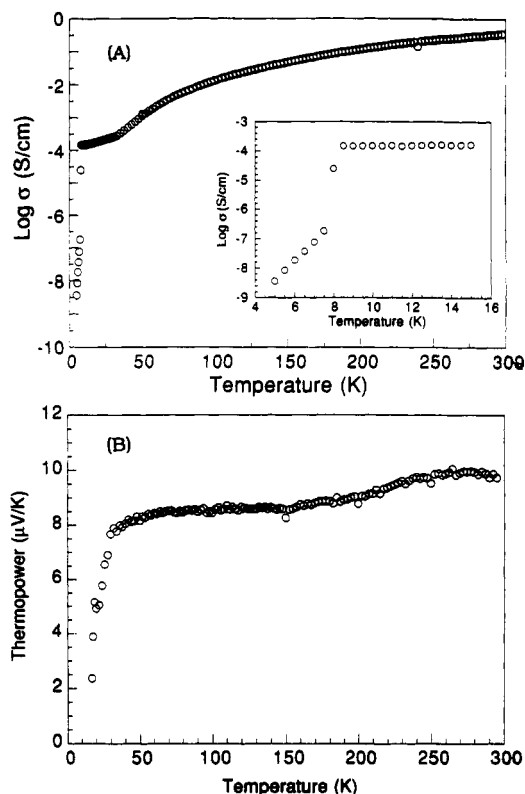 (A)
Log σ (S/cm)
0
-2
-4
-6
-8
-10
0 50 100 150 200 250
Temperature (K)
Log σ (S/cm)
-3
-4
-5
-6
-7
-8
-9
4 6 8 10 12 14 16
Temperature (K)
(B)
Thermopower (μV/K)
12
10
8
6
4
2
0
0 50 100 150 200 250 300
Temperature (K)